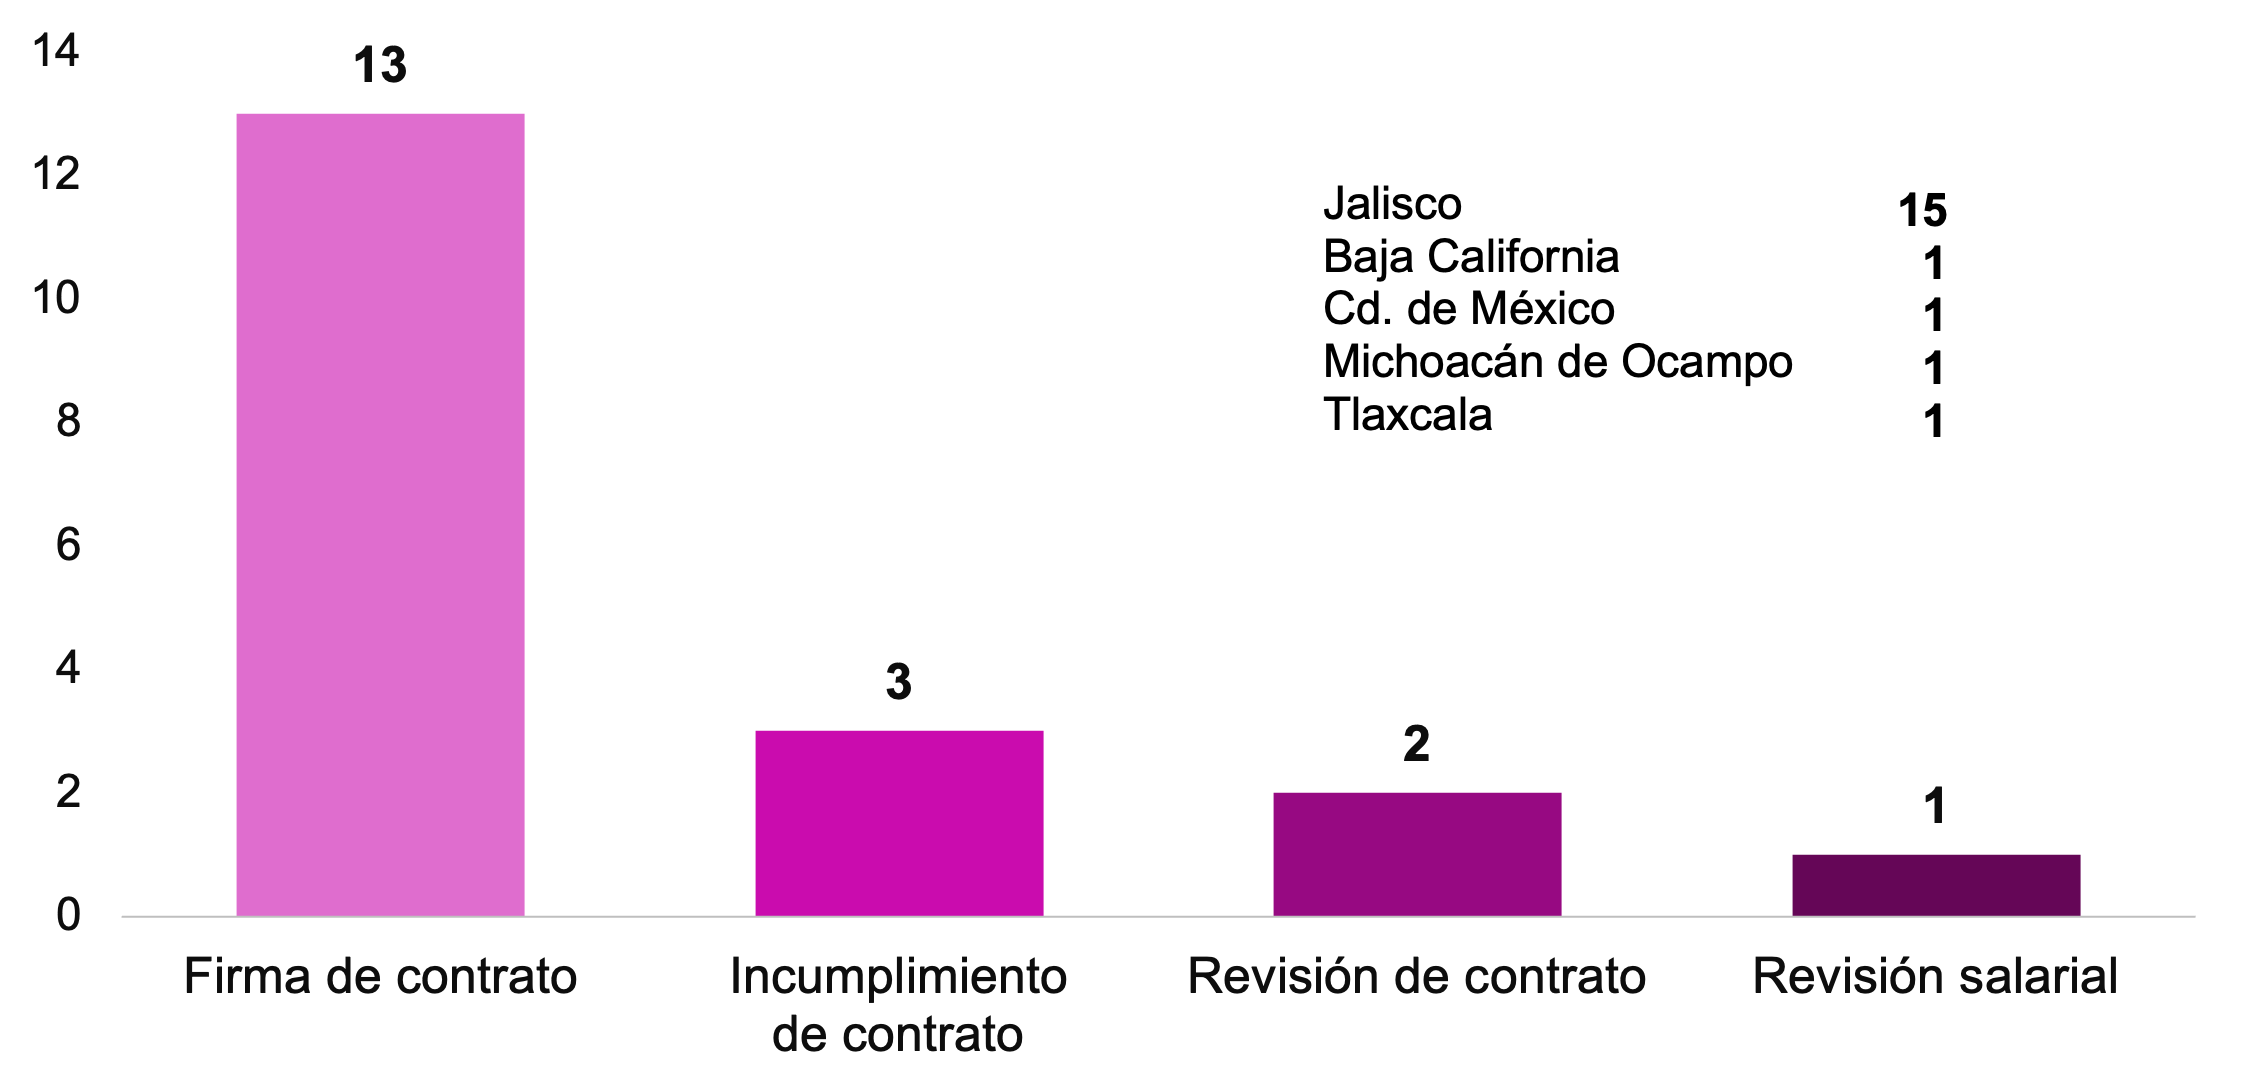 14
12
10
8
6
4
2
0
13
3
2
1
Jalisco 15
Baja California 1
Cd. de México 1
Michoacán de Ocampo 1
Tlaxcala 1
Firma de contrato
Incumplimiento
de contrato
Revisión de contrato
Revisión salarial